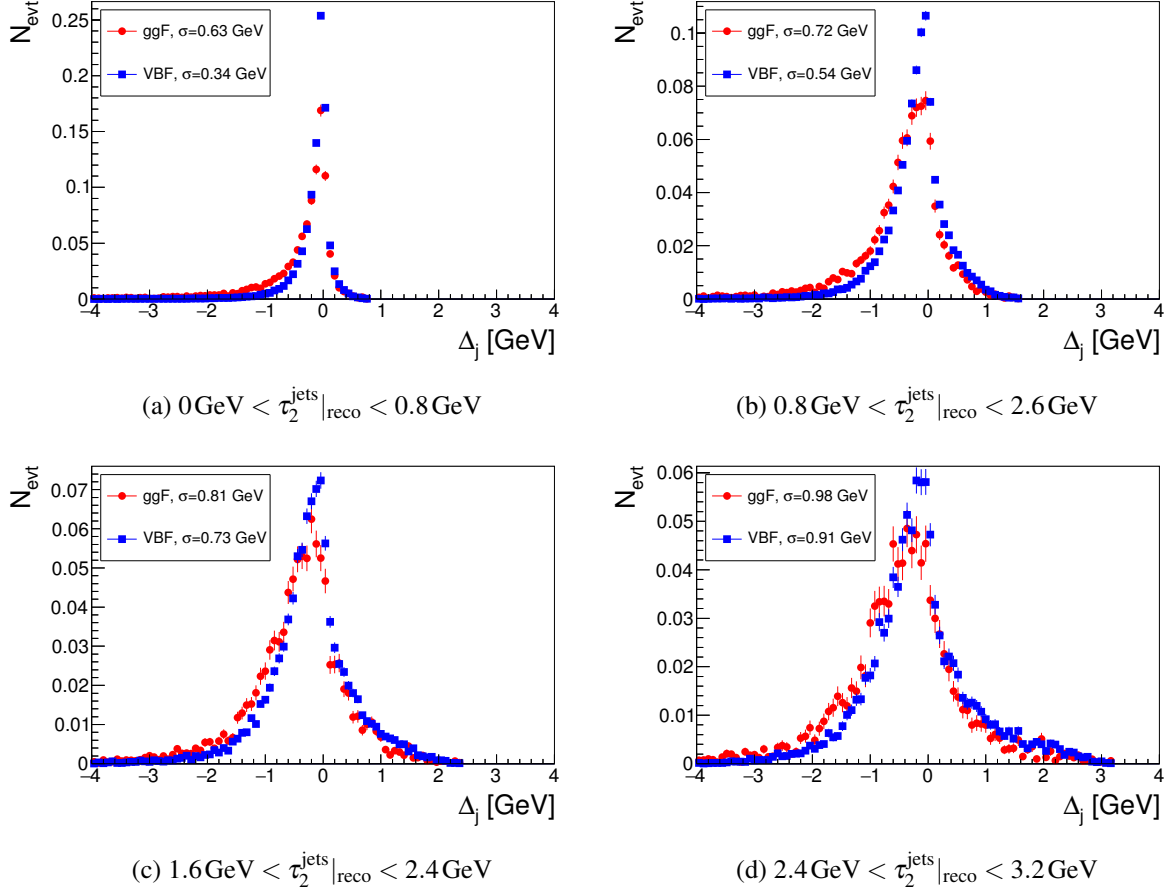 N_evt
0.25
0.2
0.15
0.1
0.05
0
ggF, σ=0.63 GeV
VBF, σ=0.34 GeV
−4 −3 −2 −1 0 1 2 3 4
Δ_j [GeV]
(a) 0 GeV < τ_2^jets|_reco < 0.8 GeV
N_evt
0.1
0.08
0.06
0.04
0.02
0
ggF, σ=0.72 GeV
VBF, σ=0.54 GeV
−4 −3 −2 −1 0 1 2 3 4
Δ_j [GeV]
(b) 0.8 GeV < τ_2^jets|_reco < 2.6 GeV
N_evt
0.07
0.06
0.05
0.04
0.03
0.02
0.01
0
ggF, σ=0.81 GeV
VBF, σ=0.73 GeV
−4 −3 −2 −1 0 1 2 3 4
Δ_j [GeV]
(c) 1.6 GeV < τ_2^jets|_reco < 2.4 GeV
N_evt
0.06
0.05
0.04
0.03
0.02
0.01
0
ggF, σ=0.98 GeV
VBF, σ=0.91 GeV
−4 −3 −2 −1 0 1 2 3 4
Δ_j [GeV]
(d) 2.4 GeV < τ_2^jets|_reco < 3.2 GeV